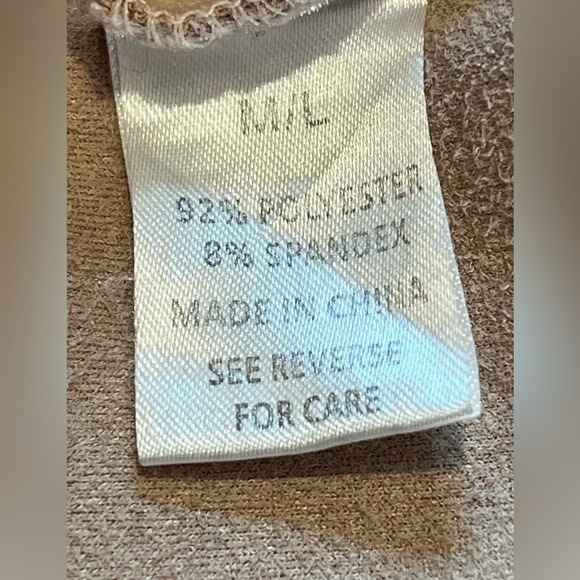 M/L
92% POLYESTER
8% SPANDEX
MADE IN CHINA
SEE REVERSE
FOR CARE